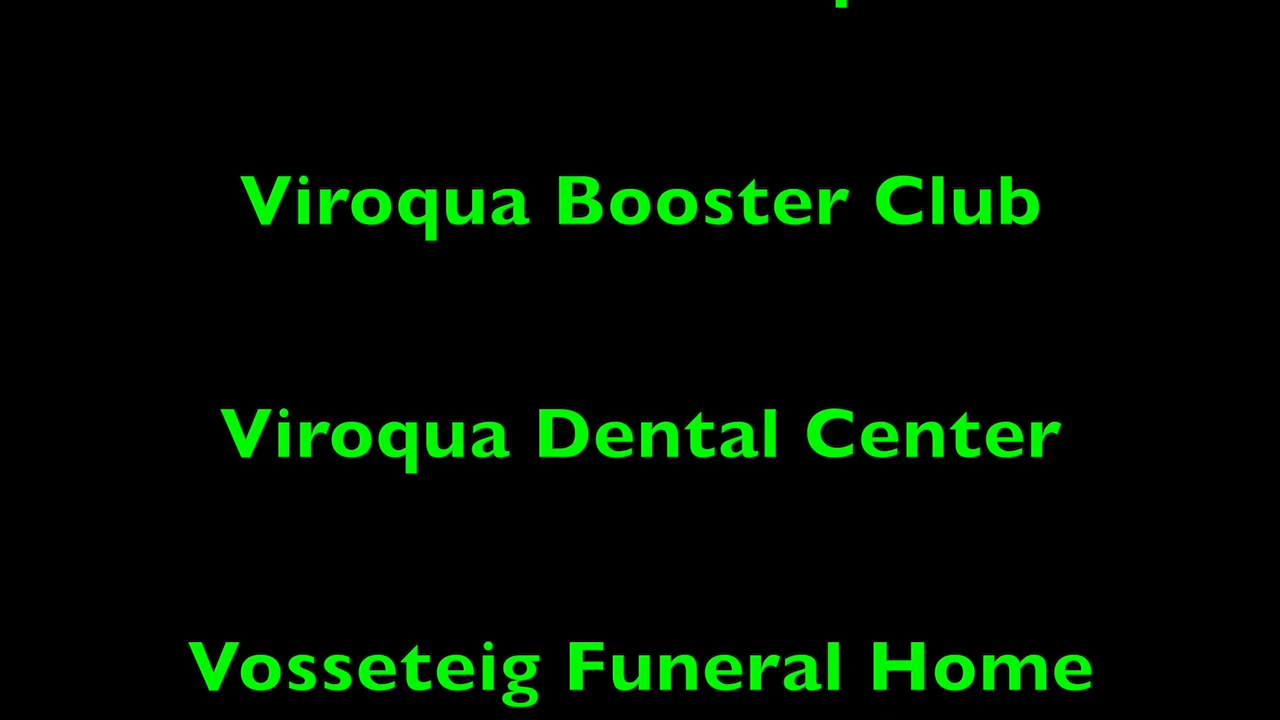 Viroqua Booster Club
Viroqua Dental Center
Vosseteig Funeral Home